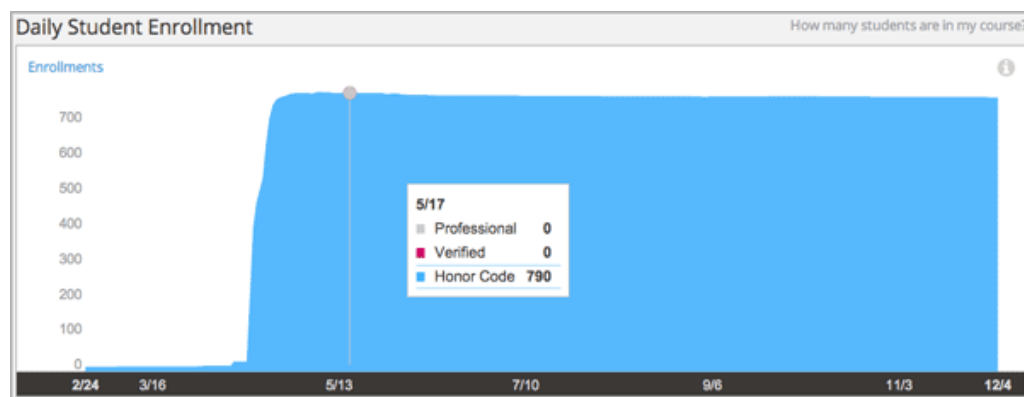 Daily Student Enrollment
How many students are in my course?
Enrollments
700
600
500
400
300
200
100
0
5/17
Professional 0
Verified 0
Honor Code 790
2/24 3/16 5/13 7/10 9/6 11/3 12/4